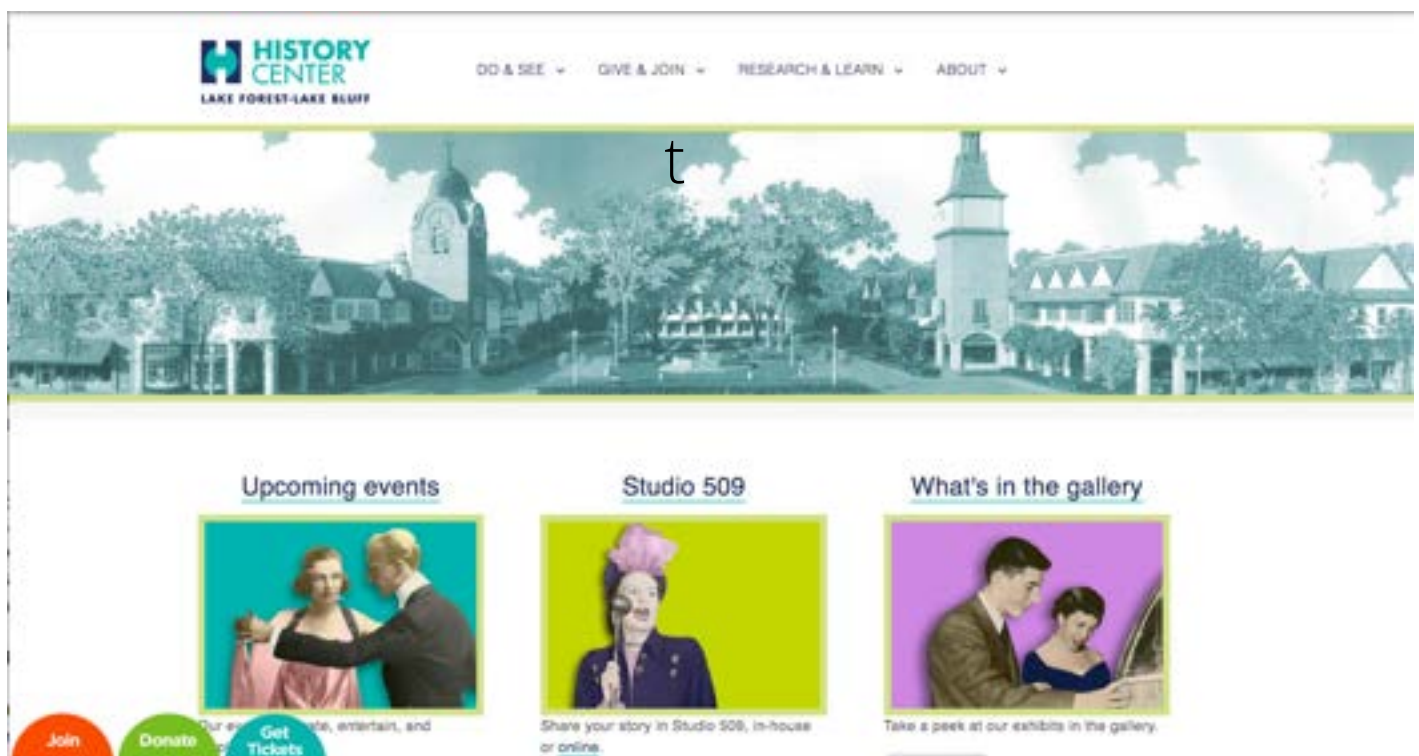 HISTORY
CENTER
LAKE FOREST-LAKE BLUFF
DO & SEE
GIVE & JOIN
RESEARCH & LEARN
ABOUT
t
Upcoming events
Studio 509
What's in the gallery
entertain, and
Share your story in Studio 509, in-house
or online.
Take a peek at our exhibits in the gallery.
Join
Donate
Get
Tickets